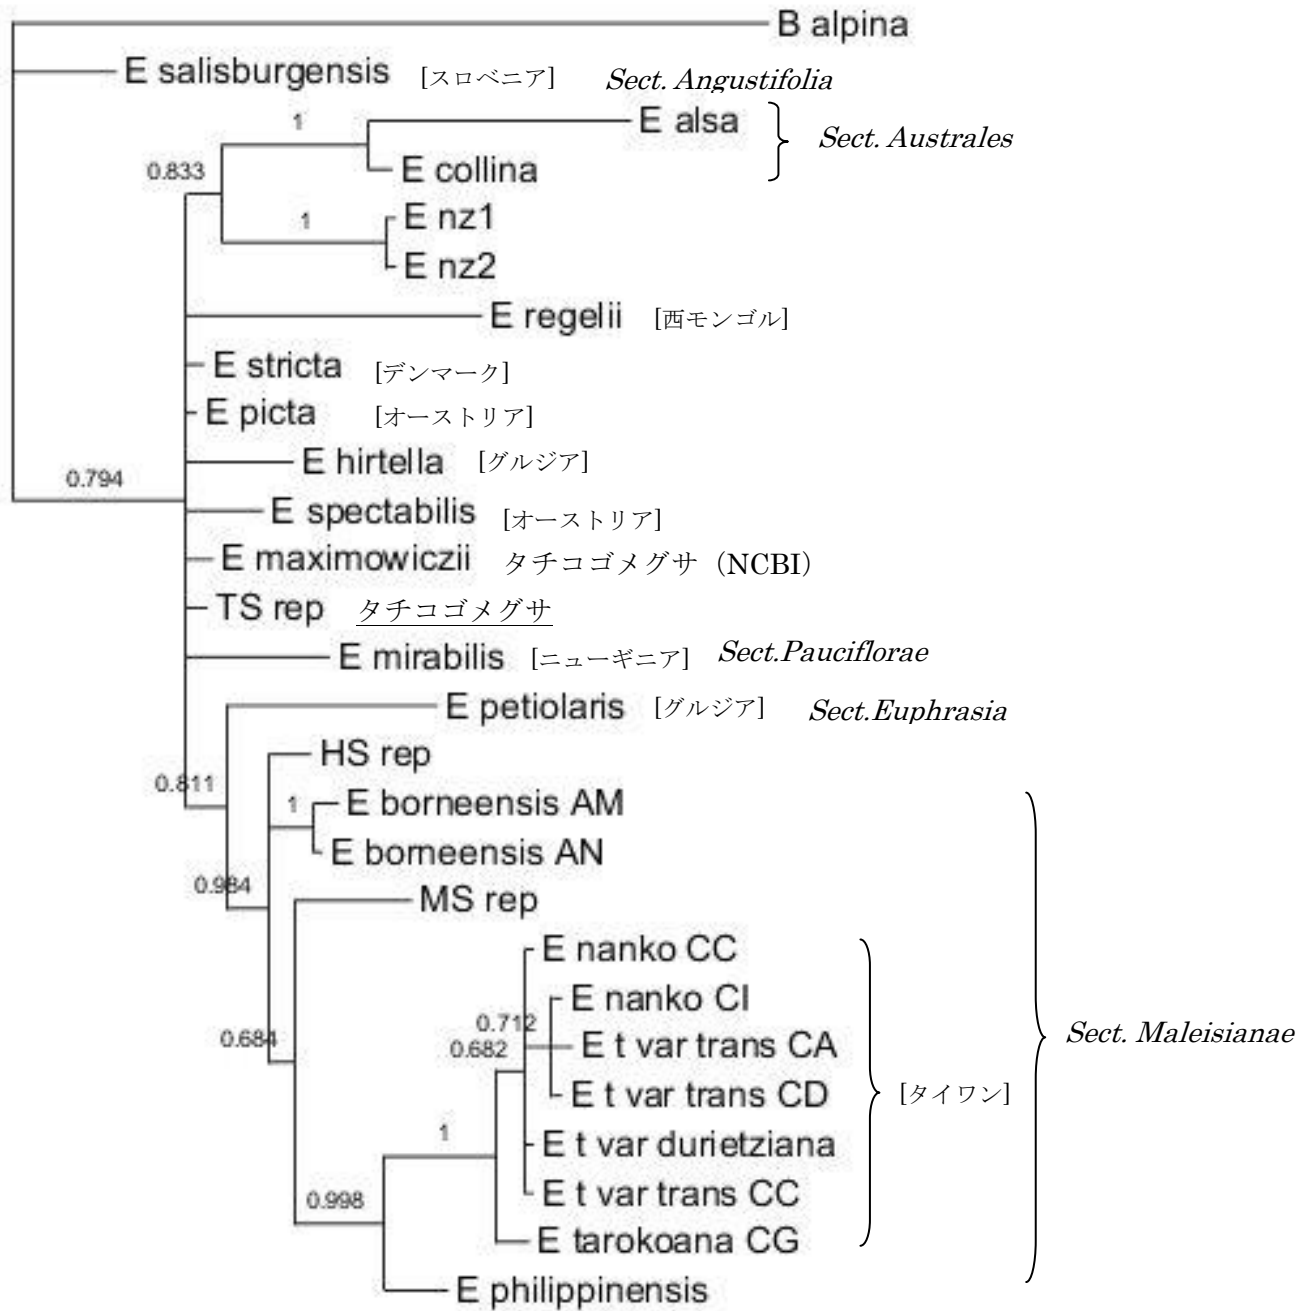 B alpina
E salisburgensis [スロベニア] Sect. Angustifolia
1
E alsa
Sect. Australes
0.833
E collina
1
E nz1
E nz2
E regelii [西モンゴル]
E stricta [デンマーク]
E picta [オーストリア]
E hirtella [グルジア]
0.794
E spectabilis [オーストリア]
E maximowiczii タチコゴメグサ（NCBI）
TS rep タチコゴメグサ
E mirabilis [ニューギニア] Sect.Pauciflorae
E petiolaris [グルジア] Sect.Euphrasia
HS rep
0.811
1
E borneensis AM
E borneensis AN
0.984
MS rep
E nanko CC
E nanko CI
0.712
0.684
0.682
E t var trans CA
Sect. Maleisianae
E t var trans CD
[タイワン]
1
E t var durietziana
E t var trans CC
0.998
E tarokoana CG
E philippinensis